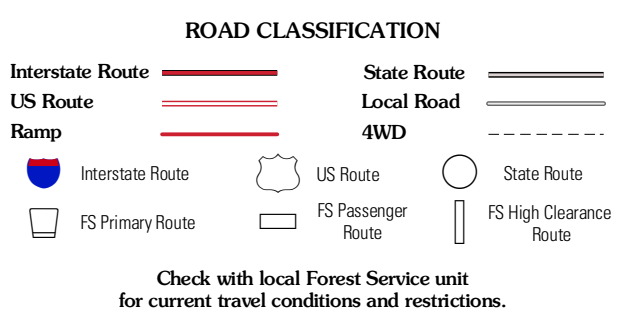 ROAD CLASSIFICATION
Interstate Route
State Route
US Route
Local Road
Ramp
4WD
Interstate Route
US Route
State Route
FS Primary Route
FS Passenger
Route
FS High Clearance
Route
Check with local Forest Service unit
for current travel conditions and restrictions.